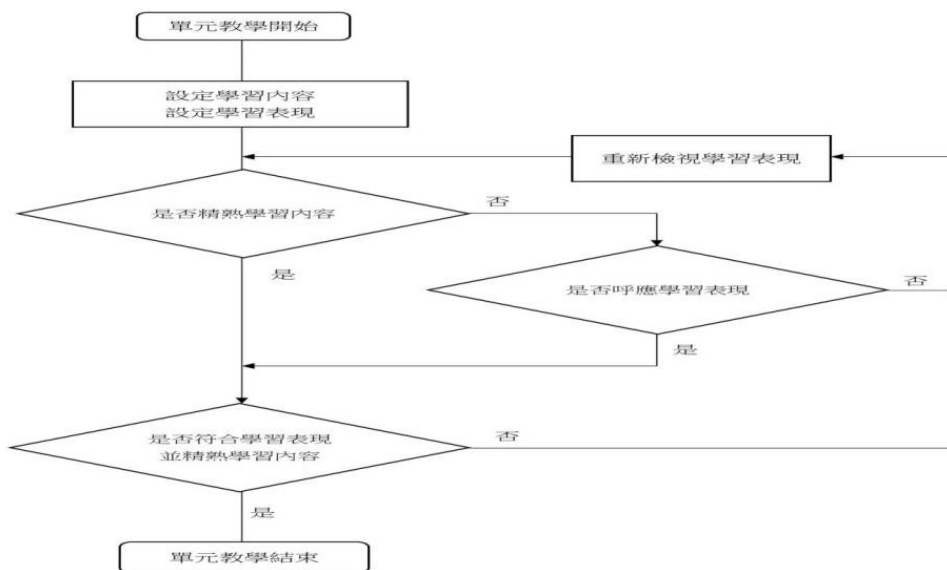 單元教學開始
設定學習內容
設定學習表現
重新檢視學習表現
是否精熟學習內容
否
是
是否呼應學習表現
否
是
是否符合學習表現
並精熟學習內容
否
是
單元教學結束